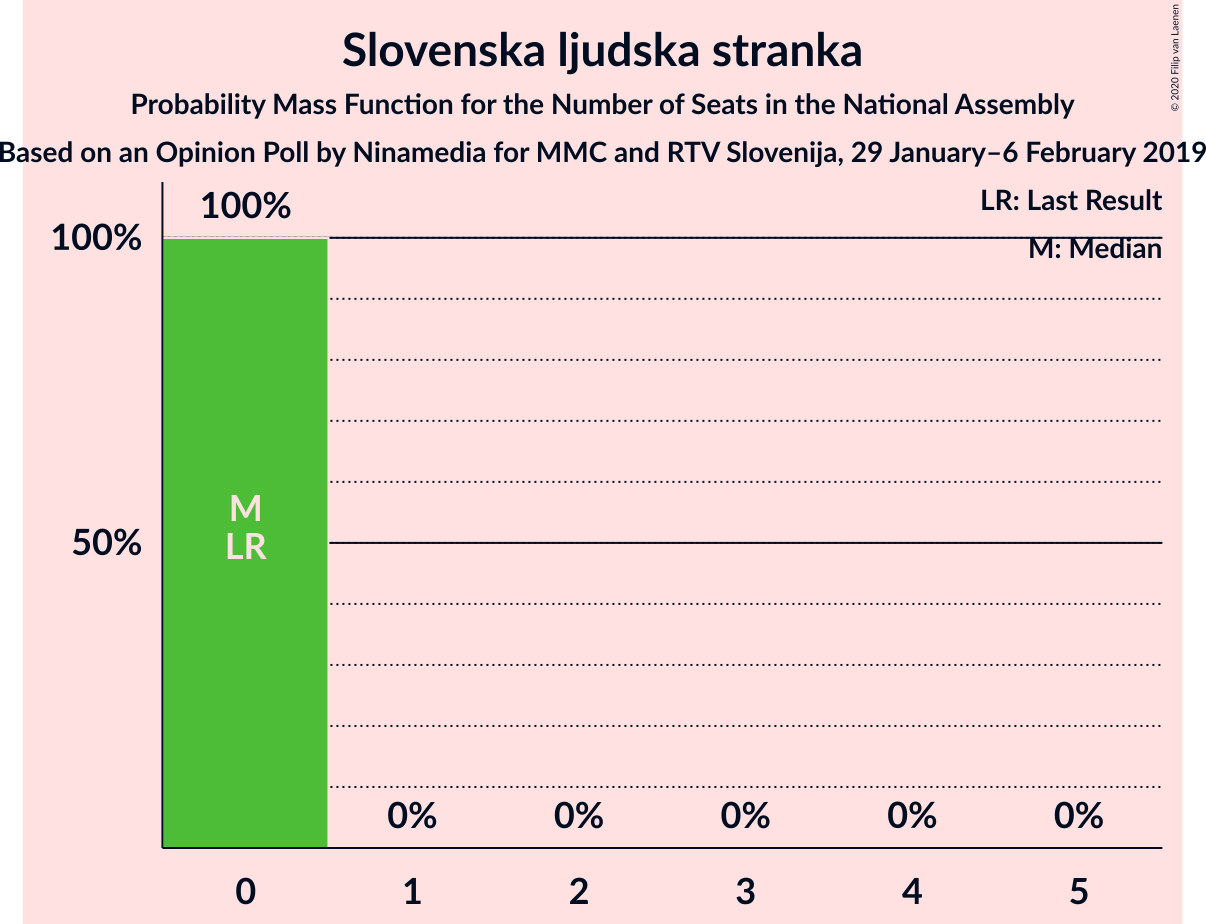 Slovenska ljudska stranka
Probability Mass Function for the Number of Seats in the National Assembly
Based on an Opinion Poll by Ninamedia for MMC and RTV Slovenija, 29 January–6 February 2019
© 2020 Filip van Laenen
LR: Last Result
M: Median
100%
100%
50%
M
LR
0% 0% 0% 0% 0%
0 1 2 3 4 5